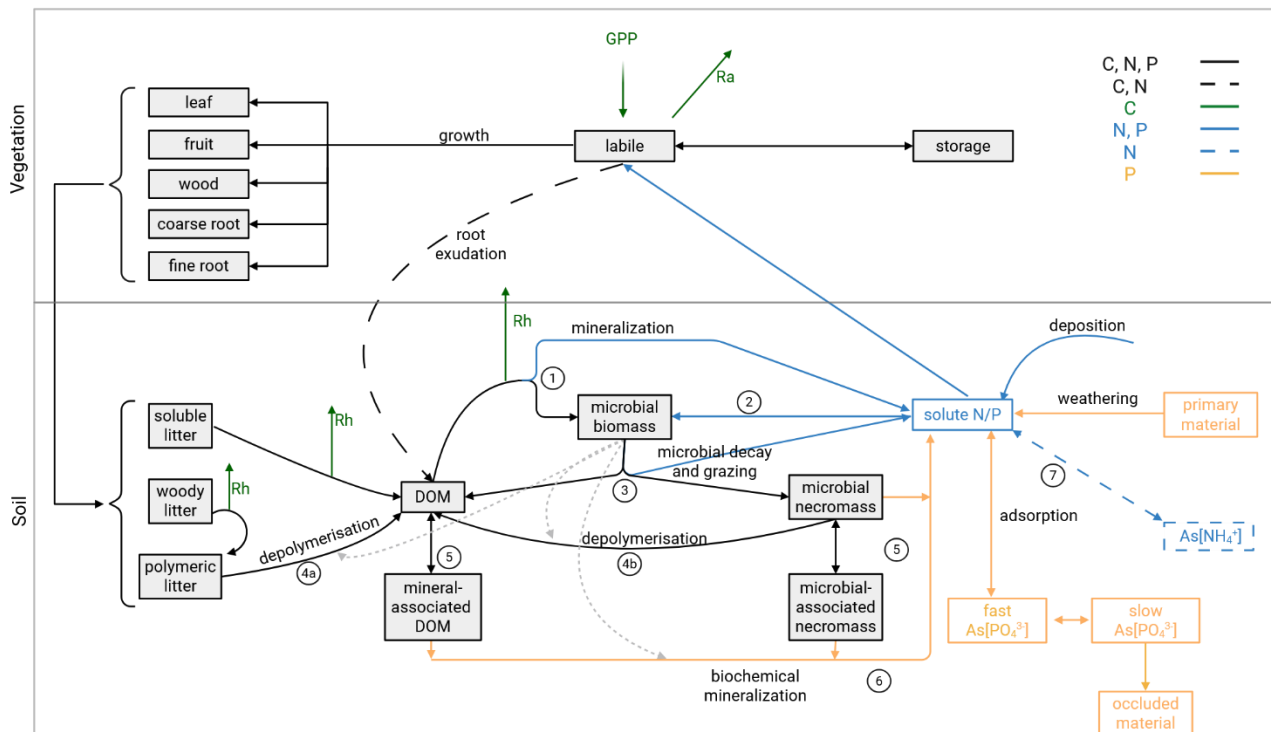 GPP
Ra
C, N, P
C, N
C
N, P
N
P
Vegetation
leaf
fruit
wood
coarse root
fine root
growth
labile
storage
root
exudation
Soil
Rh
mineralization
deposition
1
2
microbial
biomass
solute N/P
weathering
primary
material
soluble
litter
Rh
woody
litter
Rh
polymeric
litter
depolymerisation
4a
DOM
microbial decay
and grazing
3
microbial
necromass
depolymerisation
4b
5
mineral-
associated
DOM
5
microbial-
associated
necromass
biochemical
mineralization
6
adsorption
7
As[NH₄⁺]
fast
As[PO₄³⁻]
slow
As[PO₄³⁻]
occluded
material